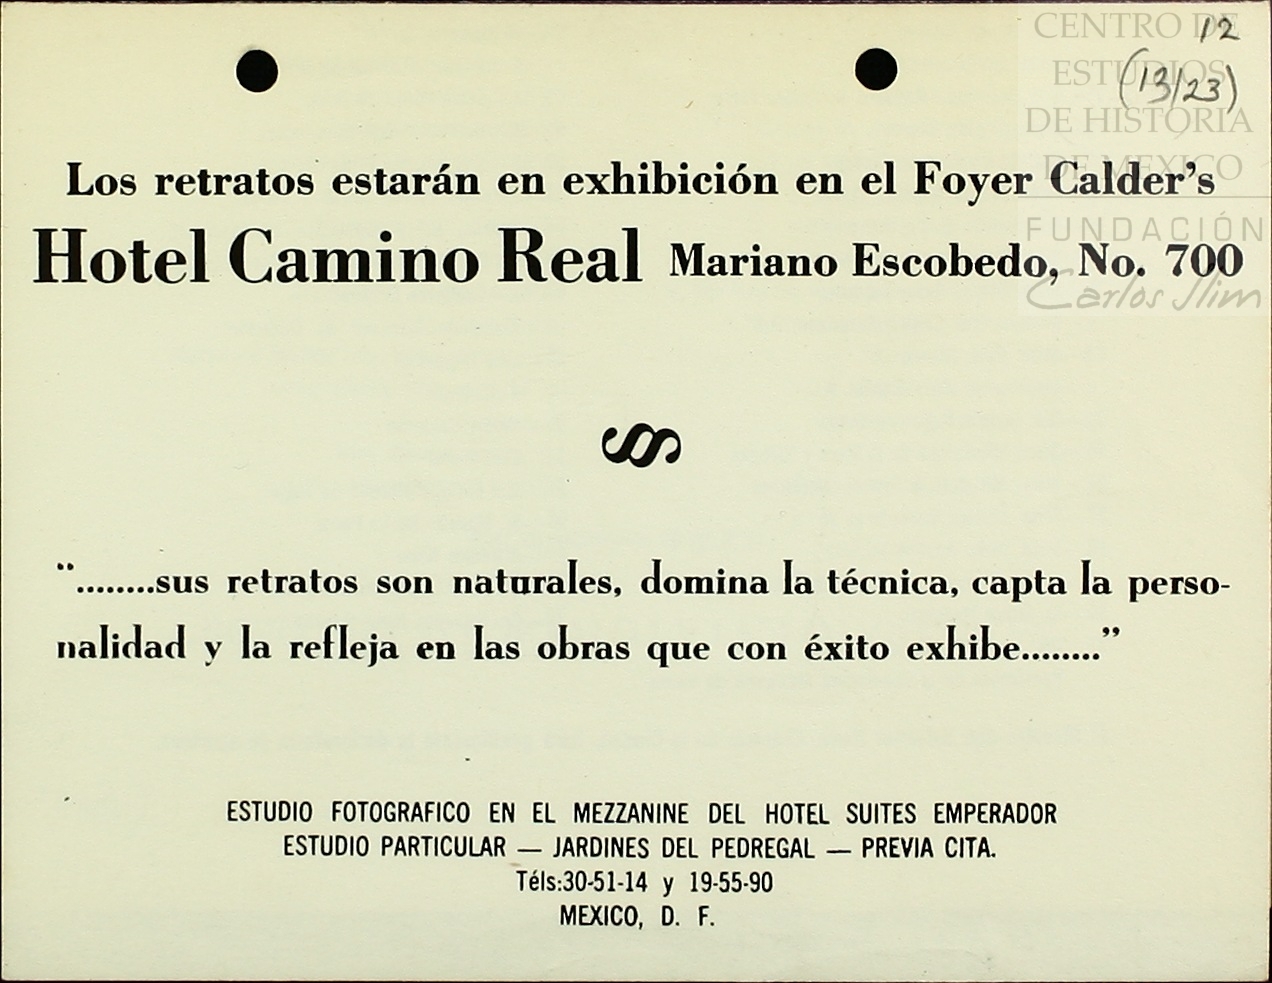 CENTRO DE
ESTUDIOS
DE HISTORIA
DE MEXICO
FUNDACIÓN
Carlos Slim
12
(13/23)
Los retratos estarán en exhibición en el Foyer Calder's
Hotel Camino Real Mariano Escobedo, No. 700
§
"........sus retratos son naturales, domina la técnica, capta la perso-
nalidad y la refleja en las obras que con éxito exhibe........"
ESTUDIO FOTOGRAFICO EN EL MEZZANINE DEL HOTEL SUITES EMPERADOR
ESTUDIO PARTICULAR — JARDINES DEL PEDREGAL — PREVIA CITA.
Téls:30-51-14 y 19-55-90
MEXICO, D. F.